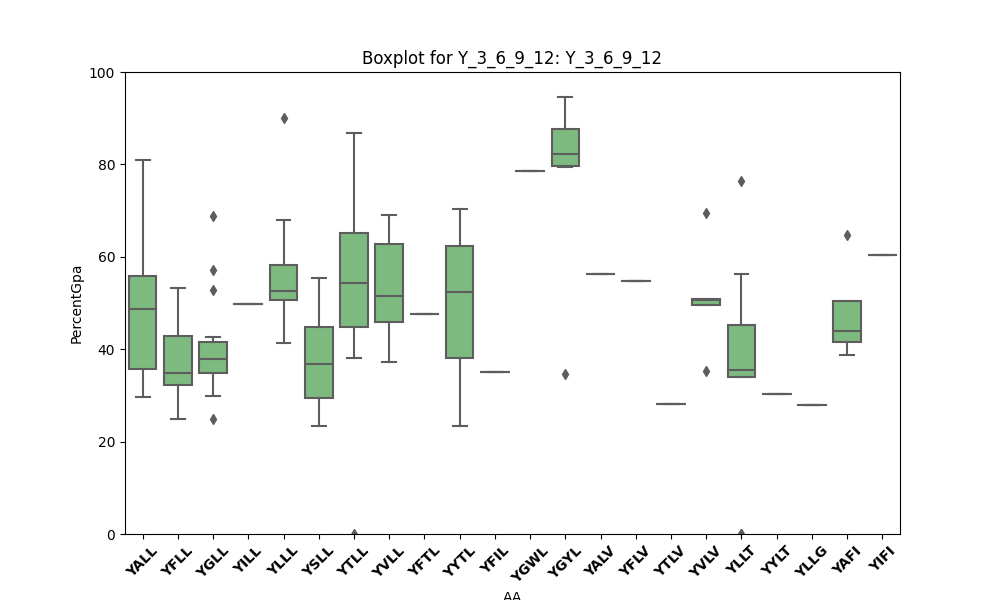 Boxplot for Y_3_6_9_12: Y_3_6_9_12
PercentGpa
100
80
60
40
20
0
YALL YFLL YGLL YILL YLLL YSLL YTLL YVLL YFTL YYTL YFIL YGWL YGYL YALV YFLV YTLV YVLV YLLT YYLT YLLG YAFI YIFI
AA